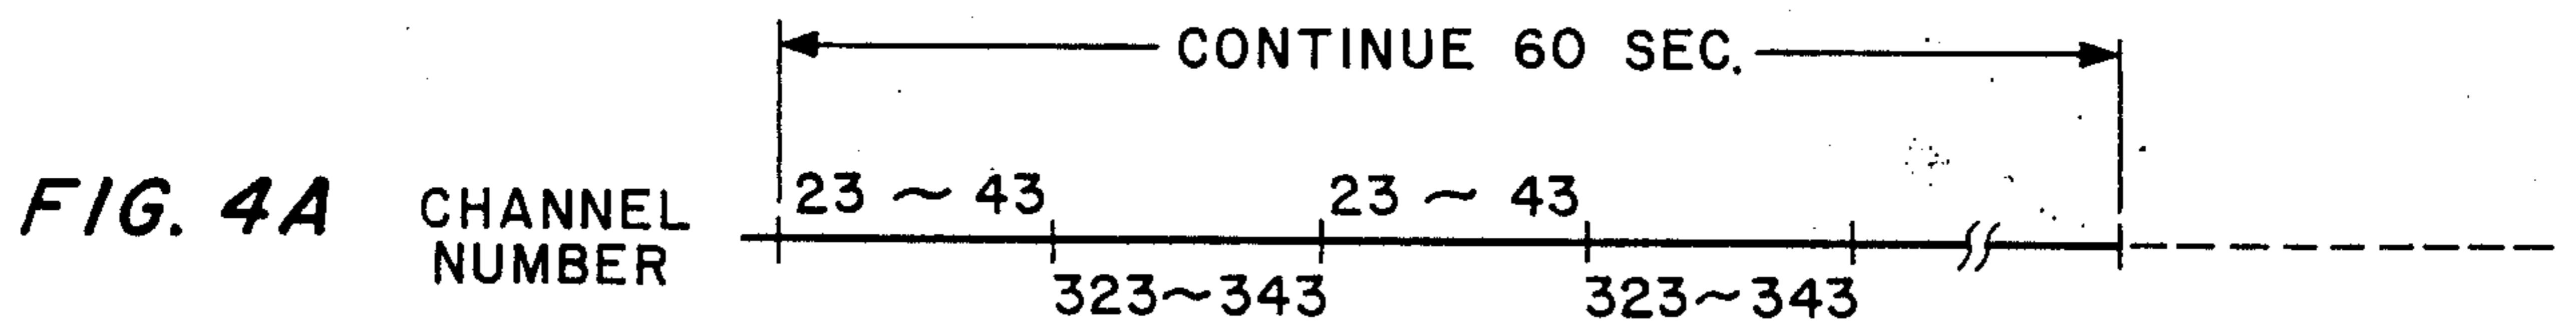 CONTINUE 60 SEC.
FIG. 4A
CHANNEL
NUMBER
23 ~ 43
23 ~ 43
323~343
323~343